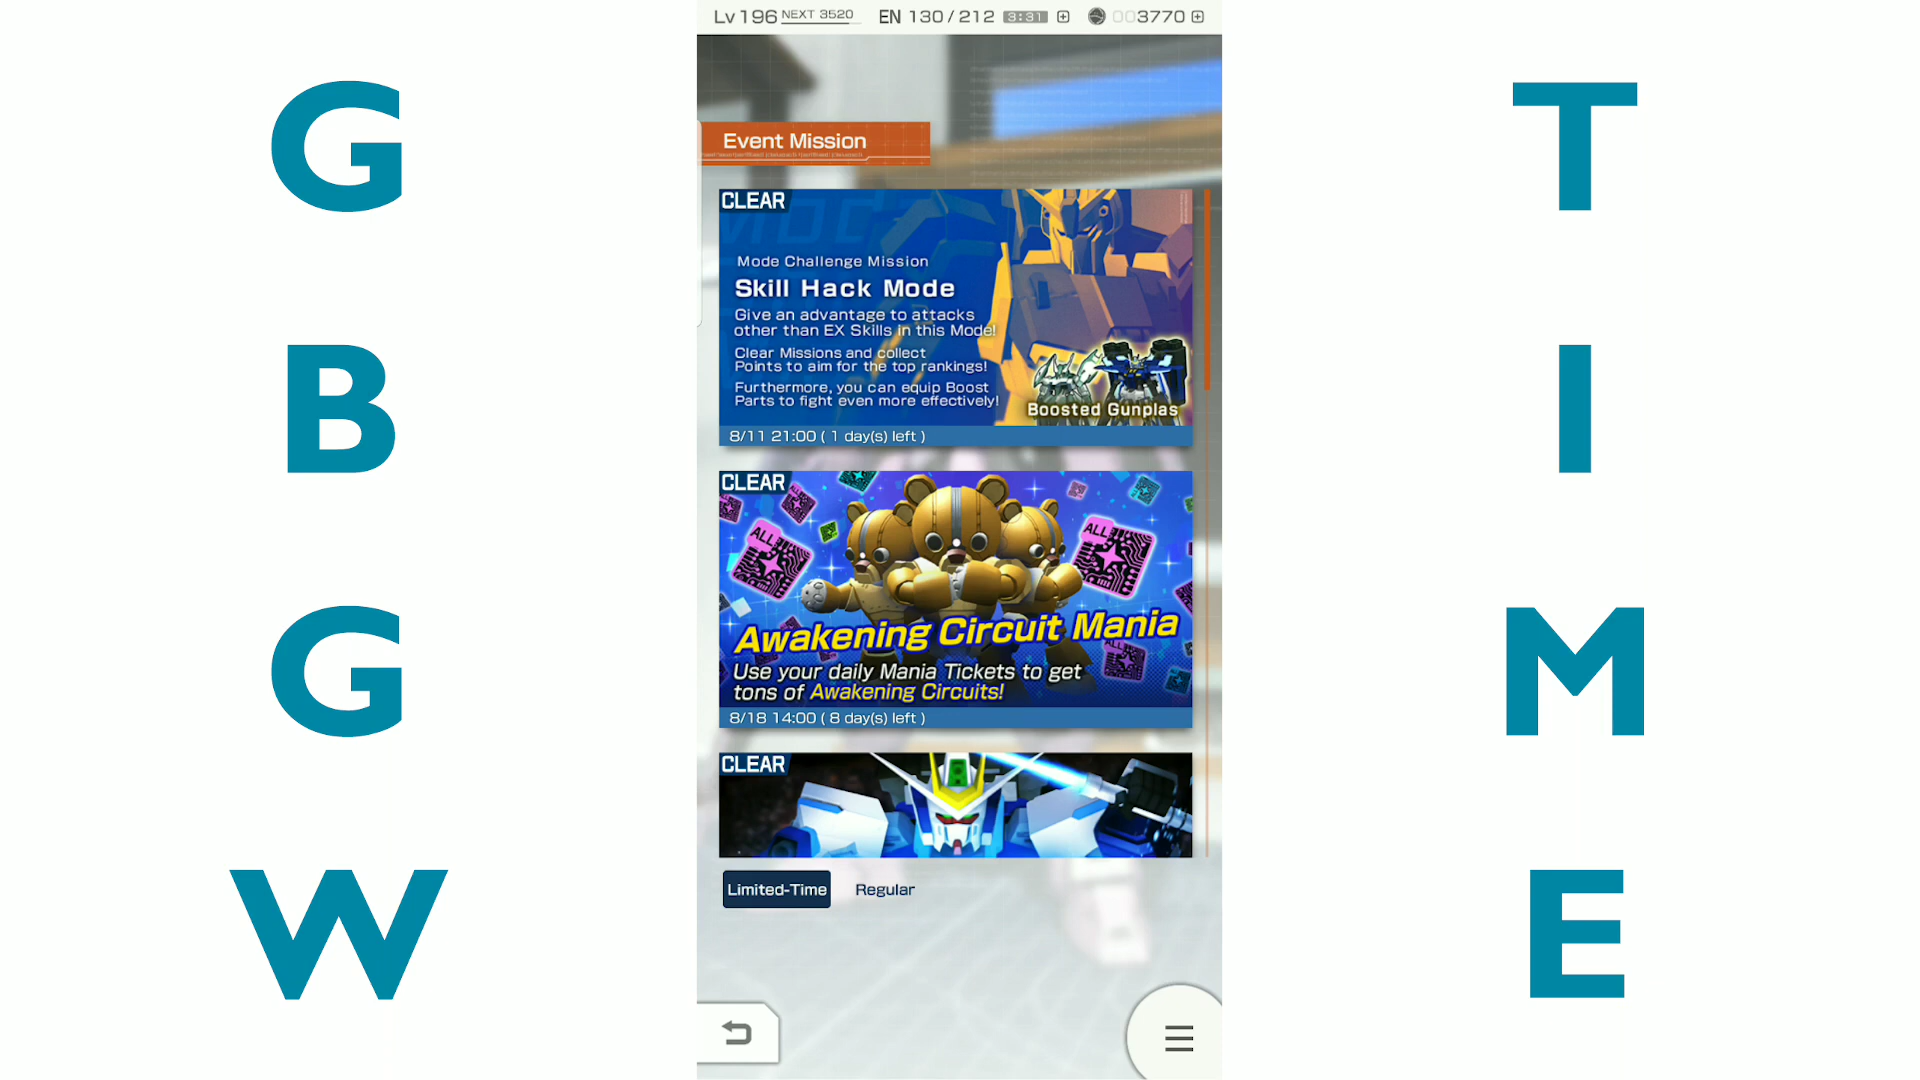 G
B
G
W
Lv 196 NEXT 3520 EN 130/212 3:31 003770
Event Mission
CLEAR
Mode Challenge Mission
Skill Hack Mode
Give an advantage to attacks
other than EX Skills in this Mode!
Clear Missions and collect
Points to aim for the top rankings!
Furthermore, you can equip Boost
Parts to fight even more effectively!
Boosted Gunplas
8/11 21:00 ( 1 day(s) left )
CLEAR
ALL
ALL
ALL
Awakening Circuit Mania
Use your daily Mania Tickets to get
tons of Awakening Circuits!
8/18 14:00 ( 8 day(s) left )
CLEAR
Limited-Time Regular
T
I
M
E